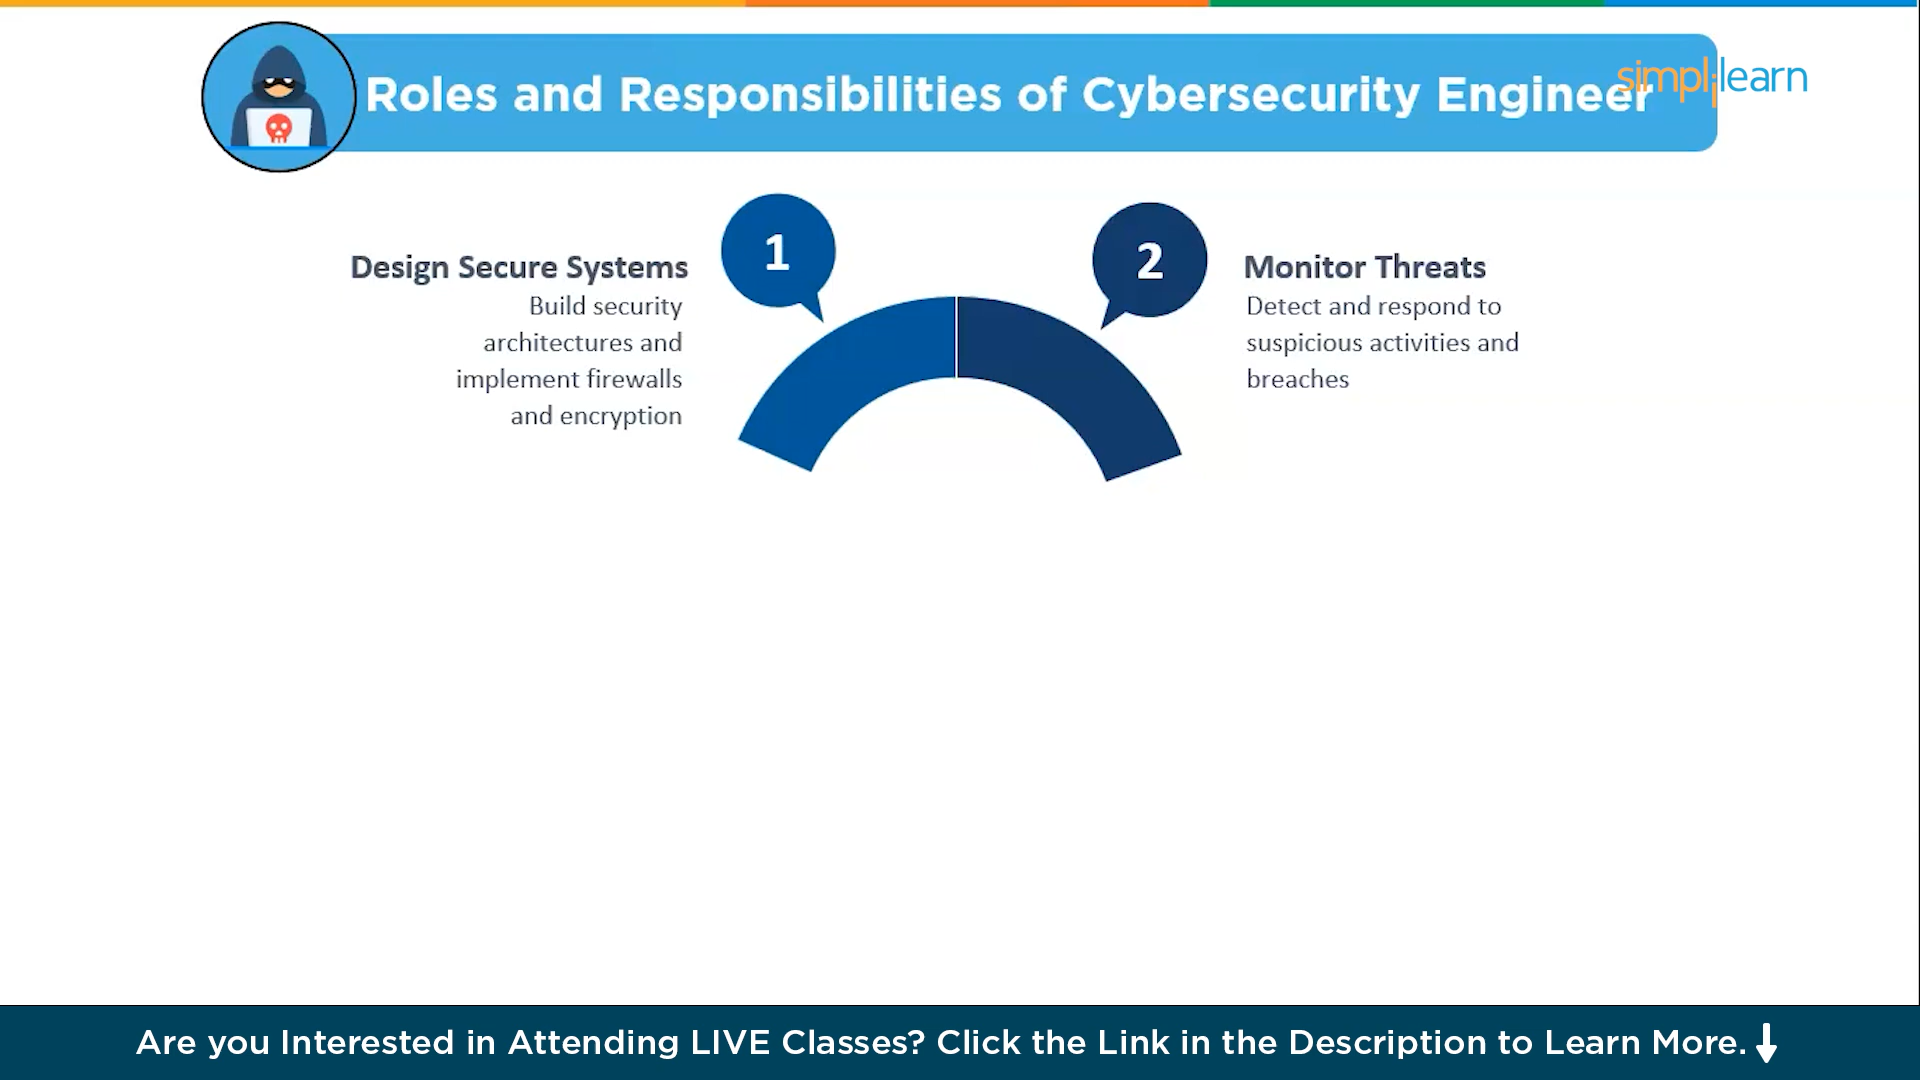 Roles and Responsibilities of Cybersecurity Engineer
simplilearn
1
Design Secure Systems
Build security
architectures and
implement firewalls
and encryption
2
Monitor Threats
Detect and respond to
suspicious activities and
breaches
Are you Interested in Attending LIVE Classes? Click the Link in the Description to Learn More.